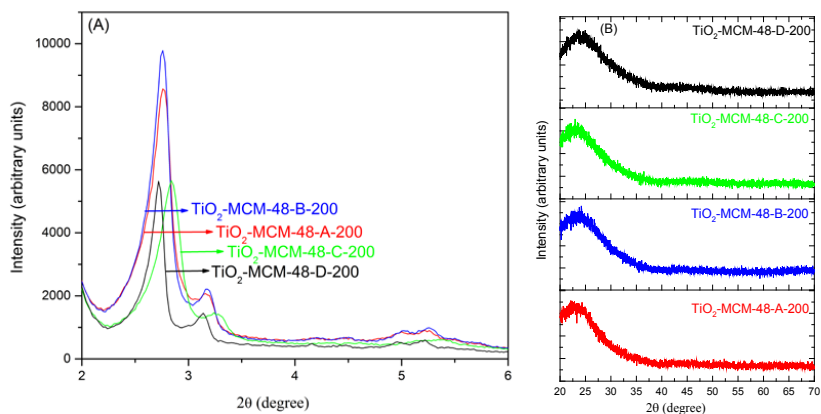 (A)
Intensity (arbitrary units)
10000
8000
6000
4000
2000
0
TiO₂-MCM-48-B-200
TiO₂-MCM-48-A-200
TiO₂-MCM-48-C-200
TiO₂-MCM-48-D-200
2 3 4 5 6
2θ (degree)
(B)
Intensity (arbitrary units)
TiO₂-MCM-48-D-200
TiO₂-MCM-48-C-200
TiO₂-MCM-48-B-200
TiO₂-MCM-48-A-200
20 25 30 35 40 45 50 55 60 65 70
2θ (degree)